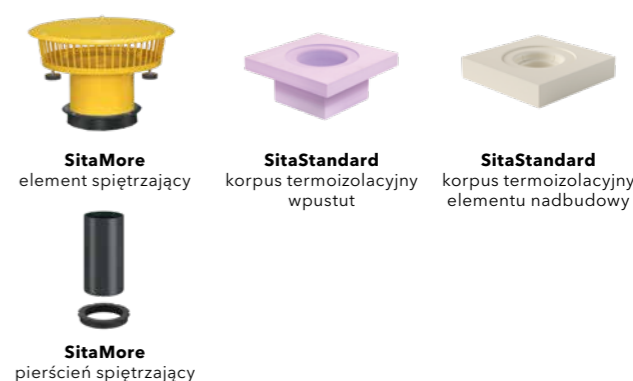 SitaMore
element spiętrzający
SitaStandard
korpus termoizolacyjny
wpustut
SitaStandard
korpus termoizolacyjny
elementu nadbudowy
SitaMore
pierścień spiętrzający